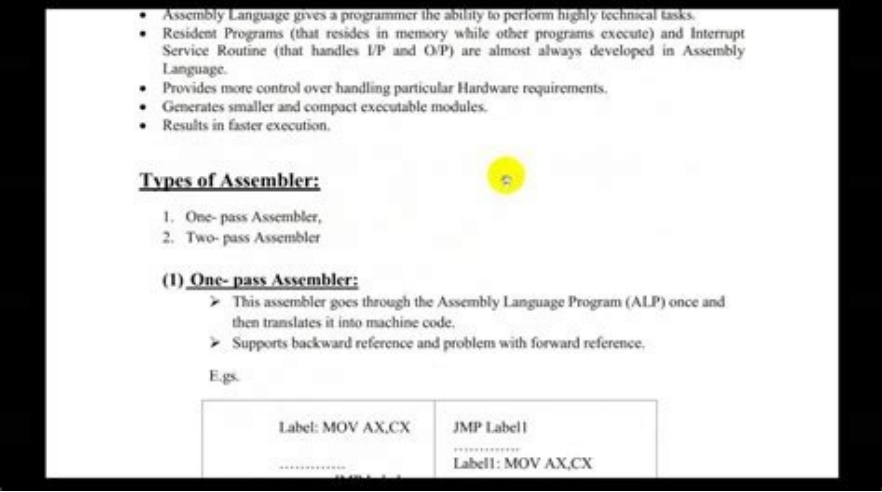 • Assembly Language gives a programmer the ability to perform highly technical tasks.
• Resident Programs (that resides in memory while other programs execute) and Interrupt
Service Routine (that handles I/P and O/P) are almost always developed in Assembly
Language.
• Provides more control over handling particular Hardware requirements.
• Generates smaller and compact executable modules.
• Results in faster execution.
Types of Assembler:
1. One- pass Assembler,
2. Two- pass Assembler
(1) One- pass Assembler:
➢ This assembler goes through the Assembly Language Program (ALP) once and
then translates it into machine code.
➢ Supports backward reference and problem with forward reference.
E.gs.
Label: MOV AX,CX
.............
JMP Label1
.............
Label1: MOV AX,CX